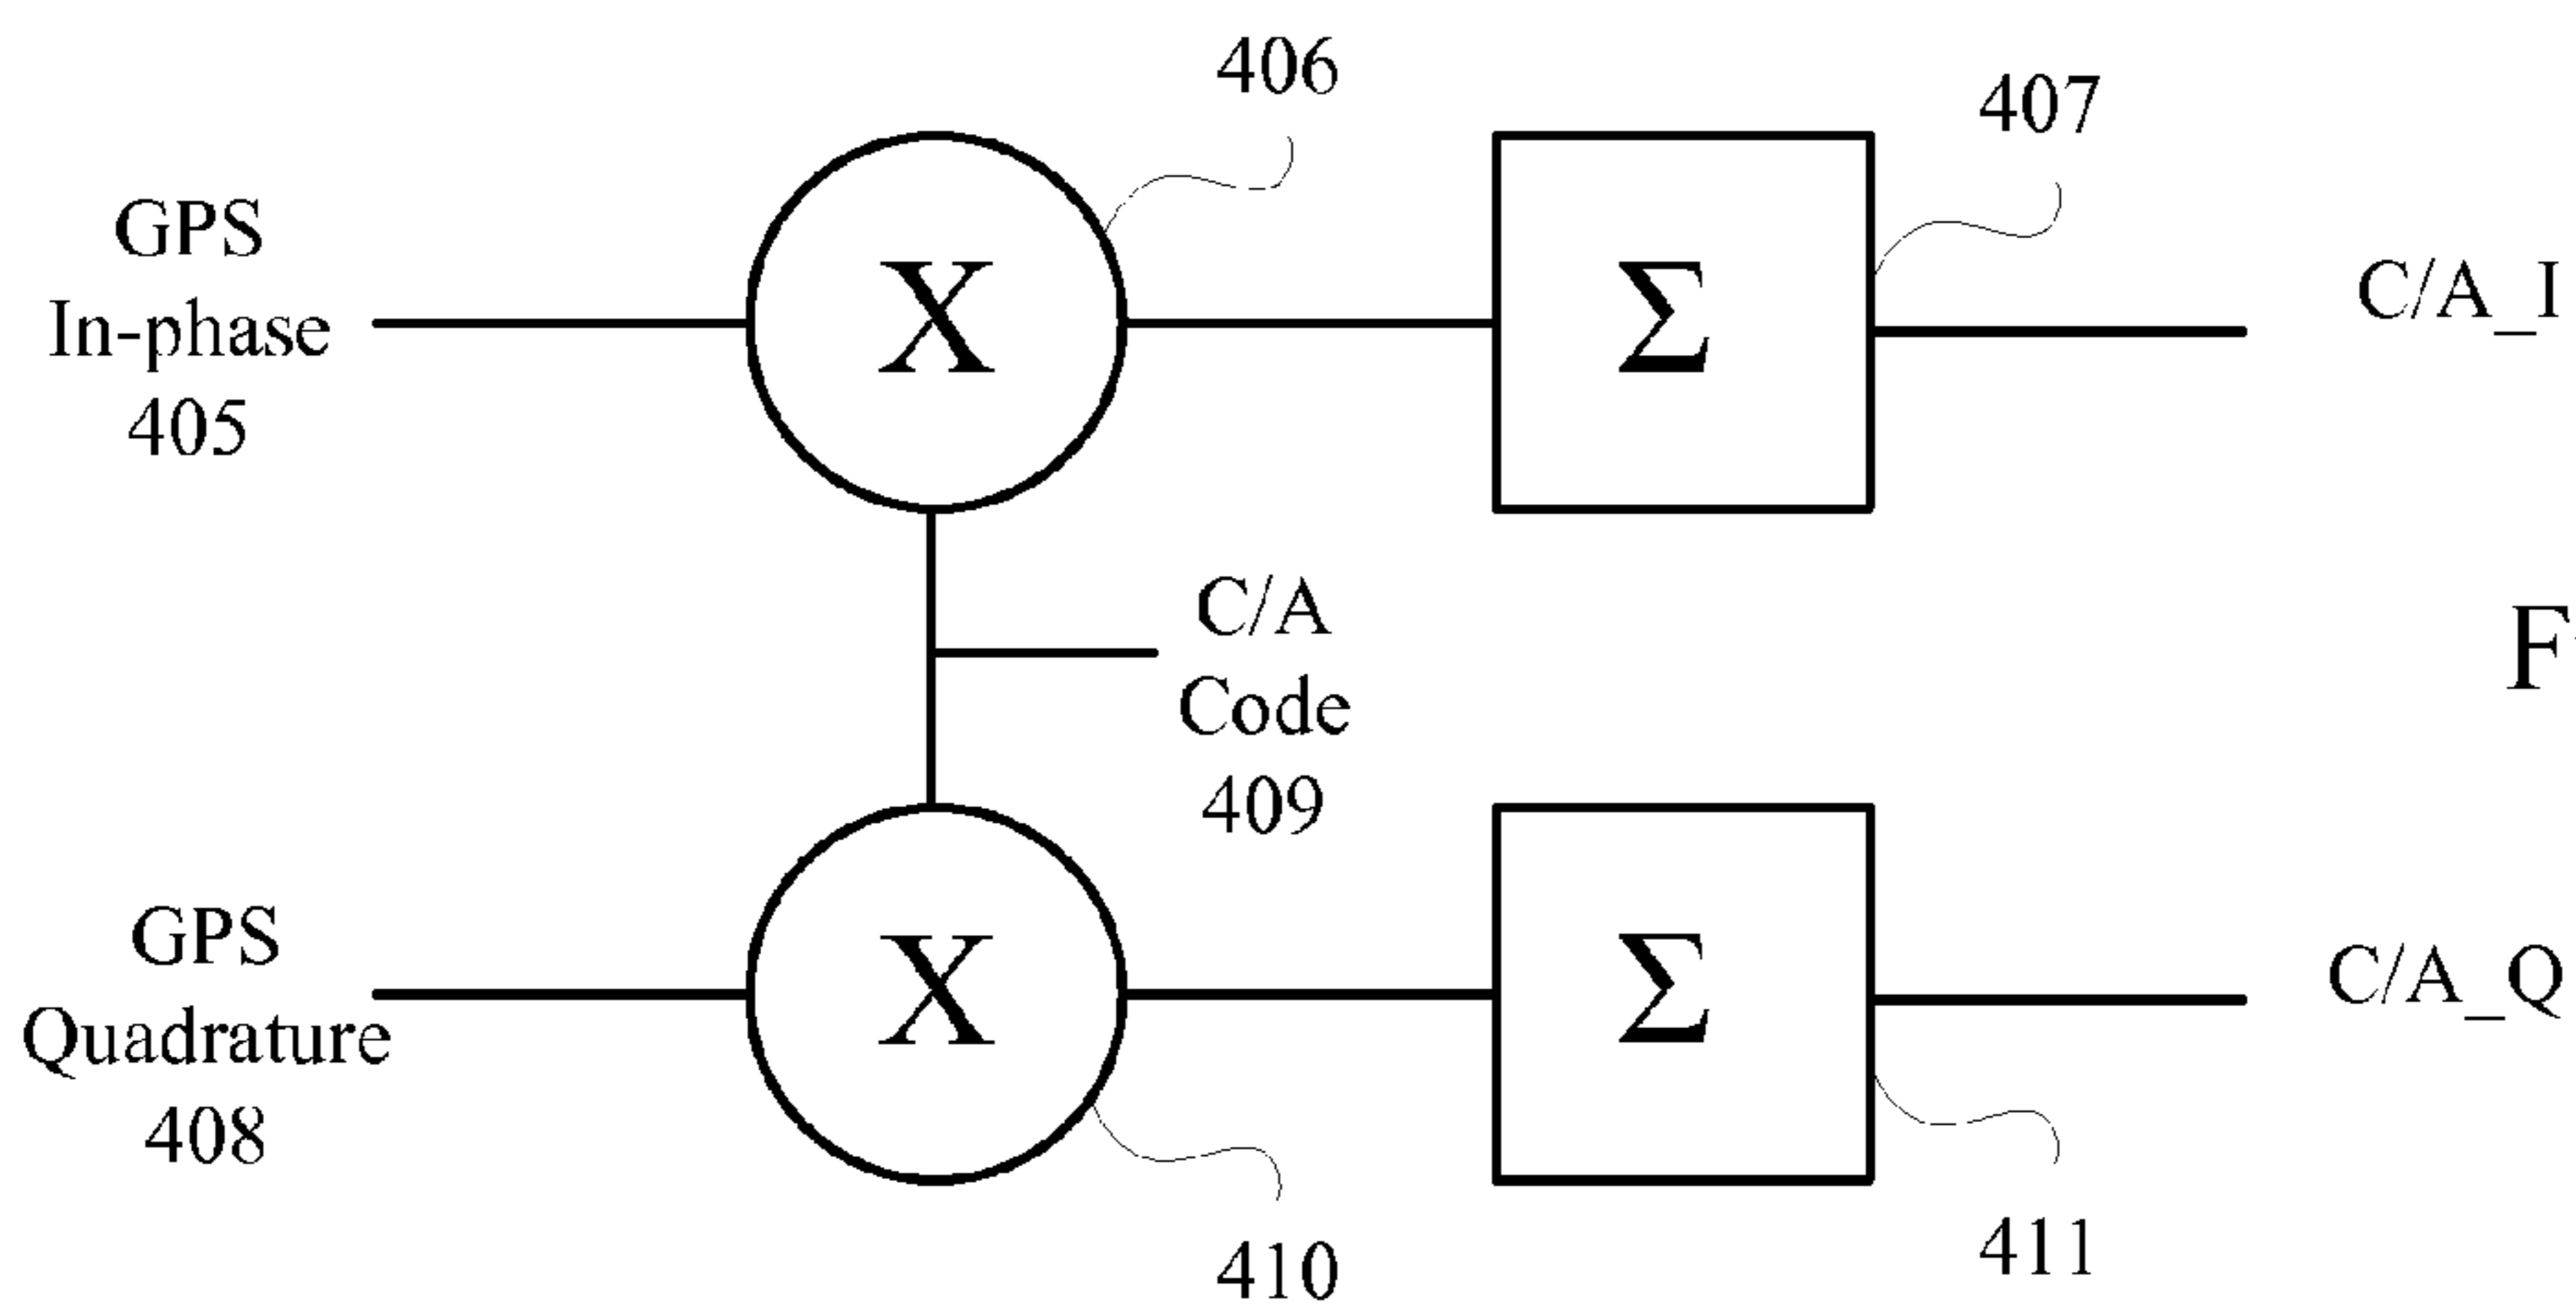 406
407
GPS
In-phase
405
X
Σ
C/A_I
C/A
Code
409
F
GPS
Quadrature
408
X
Σ
C/A_Q
410
411